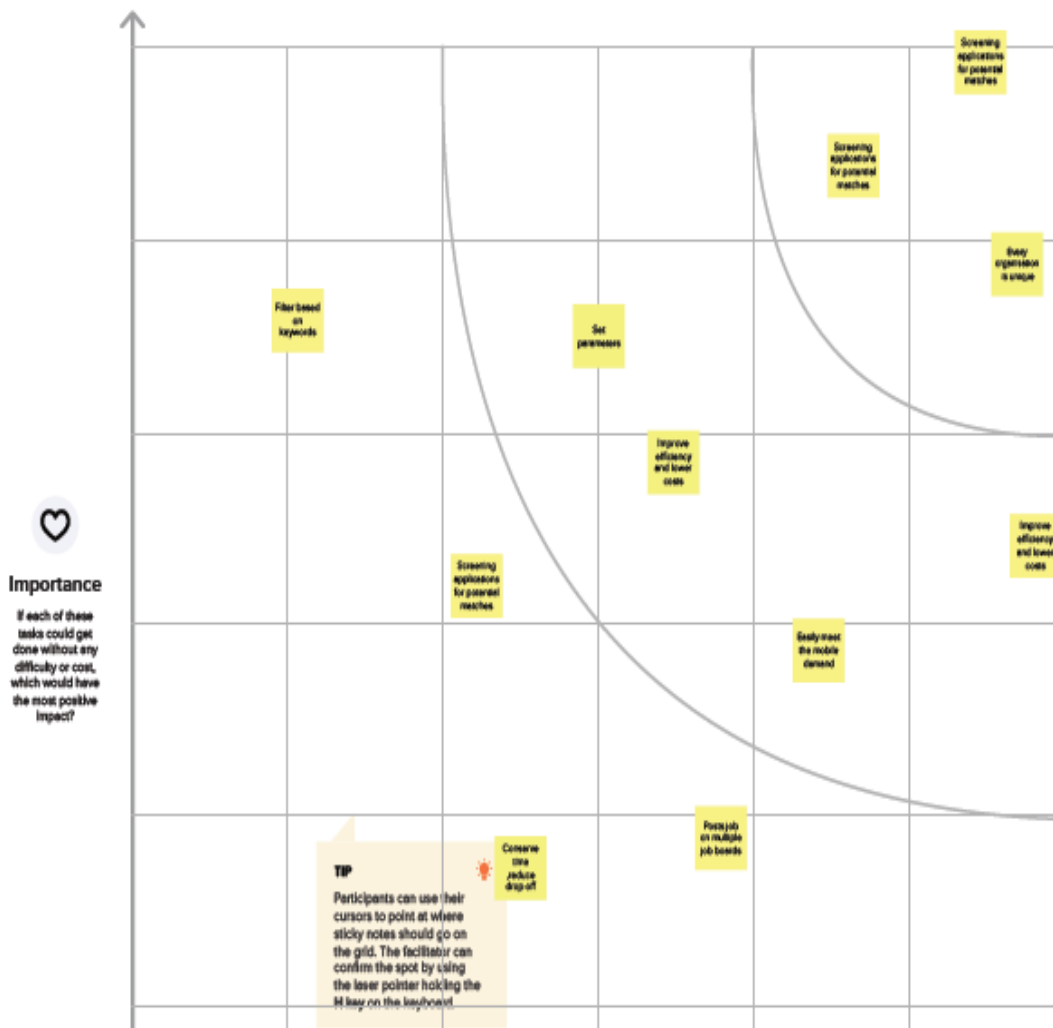 Screening
applications
for potential
matches
Screening
applications
for potential
matches
Every
organisation
is unique
Filter based
on
keywords
Set
parameters
Improve
efficiency
and lower
costs
Improve
efficiency
and lower
costs
Screening
applications
for potential
matches
Easily meet
the mobile
demand
Importance
If each of these
tasks could get
done without any
difficulty or cost,
which would have
the most positive
impact?
job
on multiple
job boards
Conserve
time
,reduce
drop off
TIP
Participants can use their
cursors to point at where
sticky notes should go on
the grid. The facilitator can
confirm the spot by using
the laser pointer holding the
H key on the keyboard.